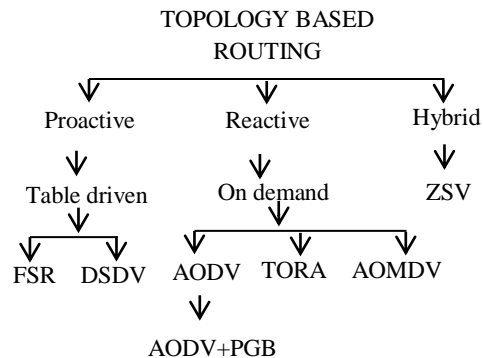 TOPOLOGY BASED
ROUTING
Proactive Reactive Hybrid
Table driven On demand ZSV
FSR DSDV AODV TORA AOMDV
AODV+PGB